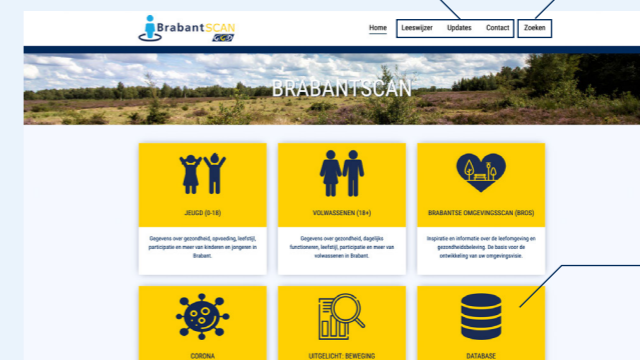 BrabantSCAN
GGD
Home Leeswijzer Updates Contact Zoeken
BRABANTSCAN
JEUGD (0-18)
VOLWASSENEN (18+)
BRABANTSE OMGEVINGSSCAN (BROS)
Gegevens over gezondheid, opvoeding, leefstijl,
participatie en meer van kinderen en jongeren in
Brabant.
Gegevens over gezondheid, dagelijks
functioneren, leefstijl, participatie en meer van
volwassenen in Brabant.
Inspiratie en informatie over de leefomgeving en
gezondheidsbeleving. De basis voor de
ontwikkeling van uw omgevingsvisie.
CORONA
UITGELICHT: BEWEGING
DATABASE